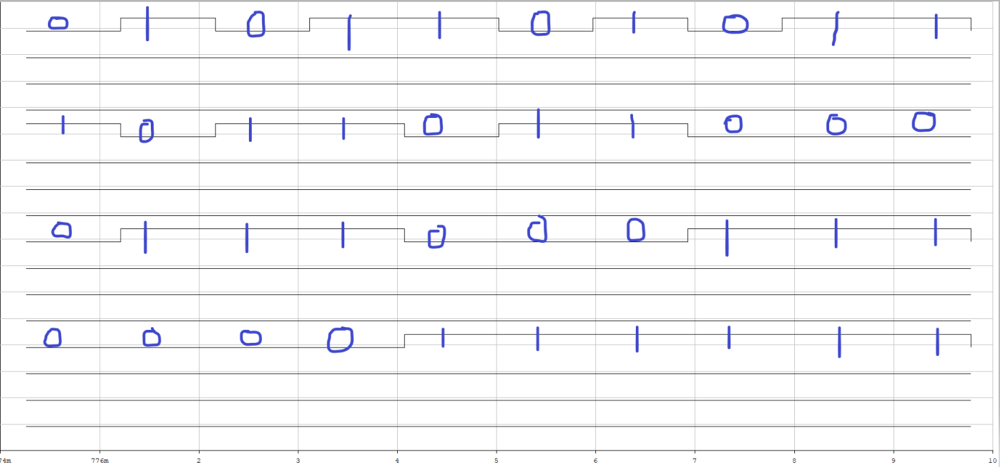 0 1 0 1 1 0 1 0 1 1
1 0 1 1 0 1 1 0 0 0
0 1 1 1 0 0 0 1 1 1
0 0 0 0 1 1 1 1 1 1
74m 776m 2 3 4 5 6 7 8 9 10